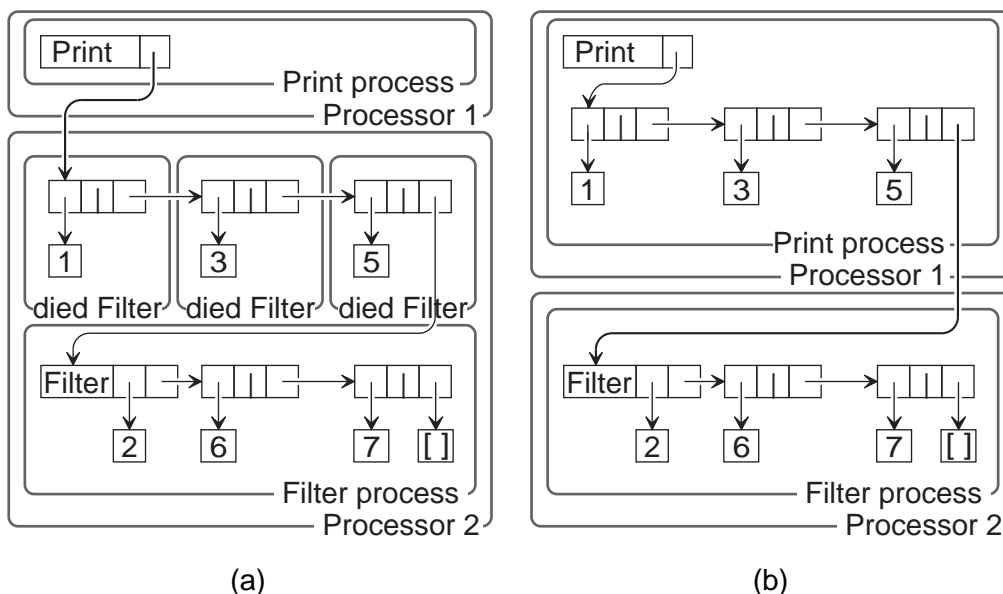 Print
Print process
Processor 1
1
3
5
died Filter
died Filter
died Filter
Filter
2
6
7
[ ]
Filter process
Processor 2
(a)
Print
1
3
5
Print process
Processor 1
Filter
2
6
7
[ ]
Filter process
Processor 2
(b)